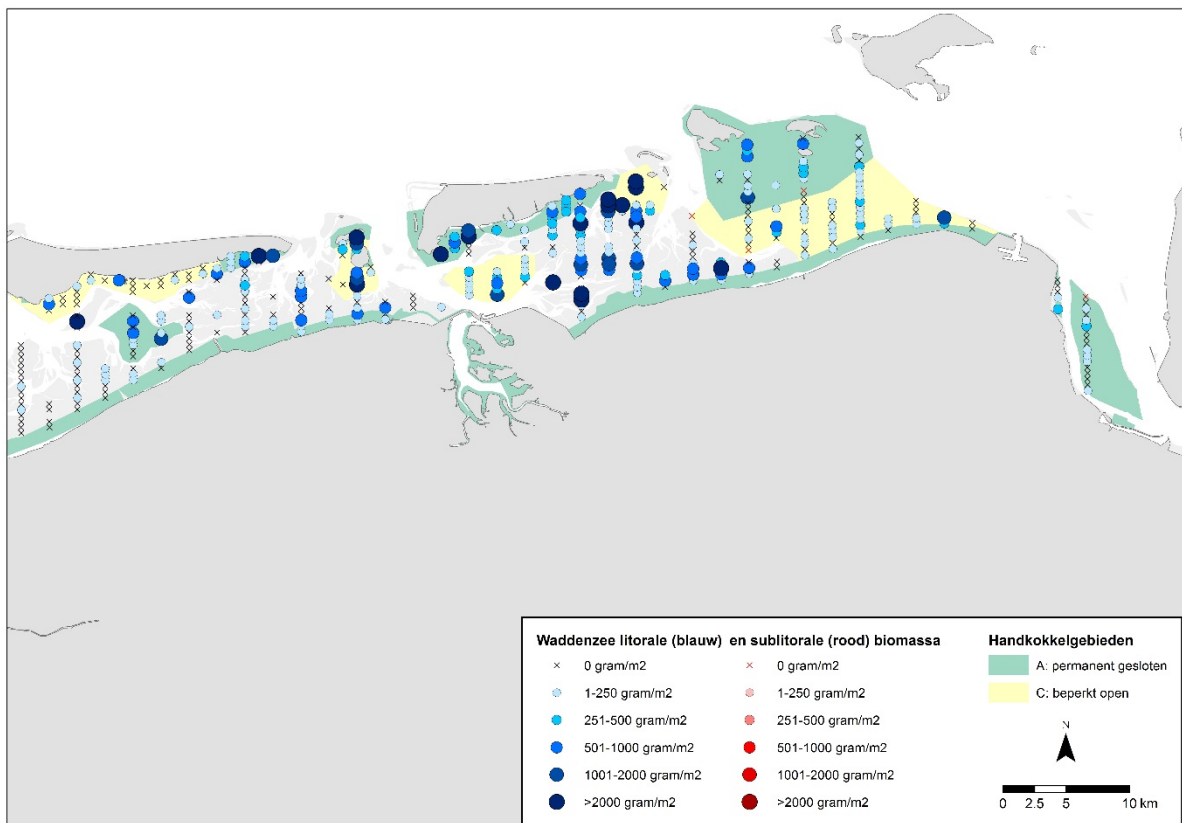 Waddenzee litorale (blauw) en sublitorale (rood) biomassa
0 gram/m2
1-250 gram/m2
251-500 gram/m2
501-1000 gram/m2
1001-2000 gram/m2
>2000 gram/m2
0 gram/m2
1-250 gram/m2
251-500 gram/m2
501-1000 gram/m2
1001-2000 gram/m2
>2000 gram/m2
Handkokkelgebieden
A: permanent gesloten
C: beperkt open
N
0 2.5 5 10 km